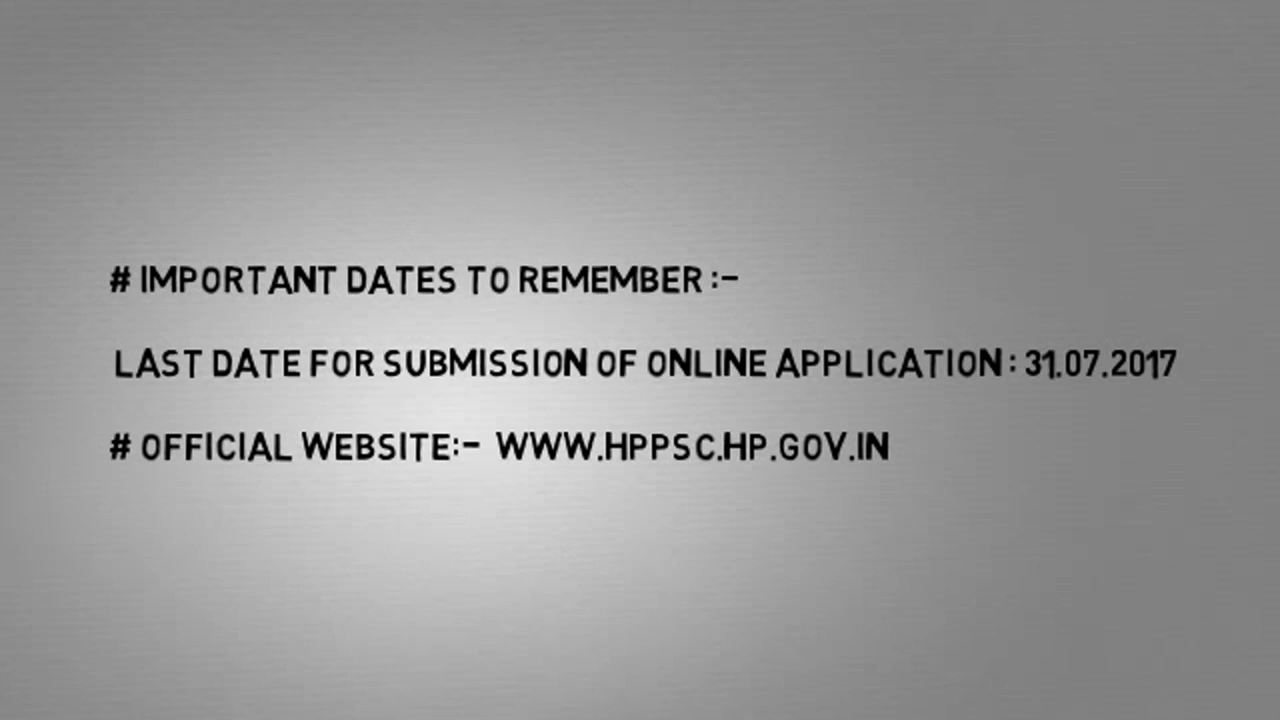 # IMPORTANT DATES TO REMEMBER :-
LAST DATE FOR SUBMISSION OF ONLINE APPLICATION : 31.07.2017
# OFFICIAL WEBSITE:- WWW.HPPSC.HP.GOV.IN